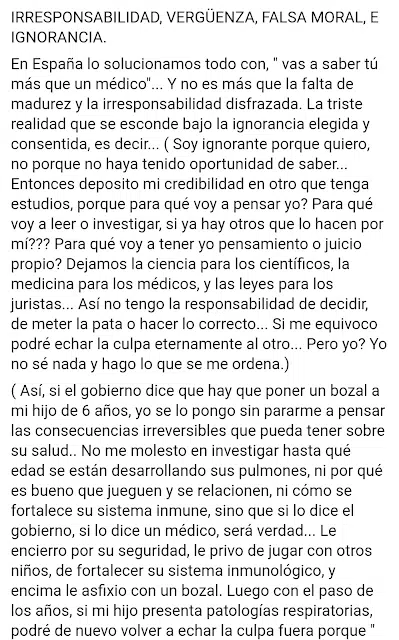 IRRESPONSABILIDAD, VERGÜENZA, FALSA MORAL, E
IGNORANCIA.
En España lo solucionamos todo con, " vas a saber tú
más que un médico"... Y no es más que la falta de
madurez y la irresponsabilidad disfrazada. La triste
realidad que se esconde bajo la ignorancia elegida y
consentida, es decir... ( Soy ignorante porque quiero,
no porque no haya tenido oportunidad de saber...
Entonces deposito mi credibilidad en otro que tenga
estudios, porque para qué voy a pensar yo? Para qué
voy a leer o investigar, si ya hay otros que lo hacen por
mí??? Para qué voy a tener yo pensamiento o juicio
propio? Dejamos la ciencia para los científicos, la
medicina para los médicos, y las leyes para los
juristas... Así no tengo la responsabilidad de decidir,
de meter la pata o hacer lo correcto... Si me equivoco
podré echar la culpa eternamente al otro... Pero yo? Yo
no sé nada y hago lo que se me ordena.)
( Así, si el gobierno dice que hay que poner un bozal a
mi hijo de 6 años, yo se lo pongo sin pararme a pensar
las consecuencias irreversibles que pueda tener sobre
su salud.. No me molesto en investigar hasta qué
edad se están desarrollando sus pulmones, ni por qué
es bueno que jueguen y se relacionen, ni cómo se
fortalece su sistema inmune, sino que si lo dice el
gobierno, si lo dice un médico, será verdad... Le
encierro por su seguridad, le privo de jugar con otros
niños, de fortalecer su sistema inmunológico, y
encima le asfixio con un bozal. Luego con el paso de
los años, si mi hijo presenta patologías respiratorias,
podré de nuevo volver a echar la culpa fuera porque "